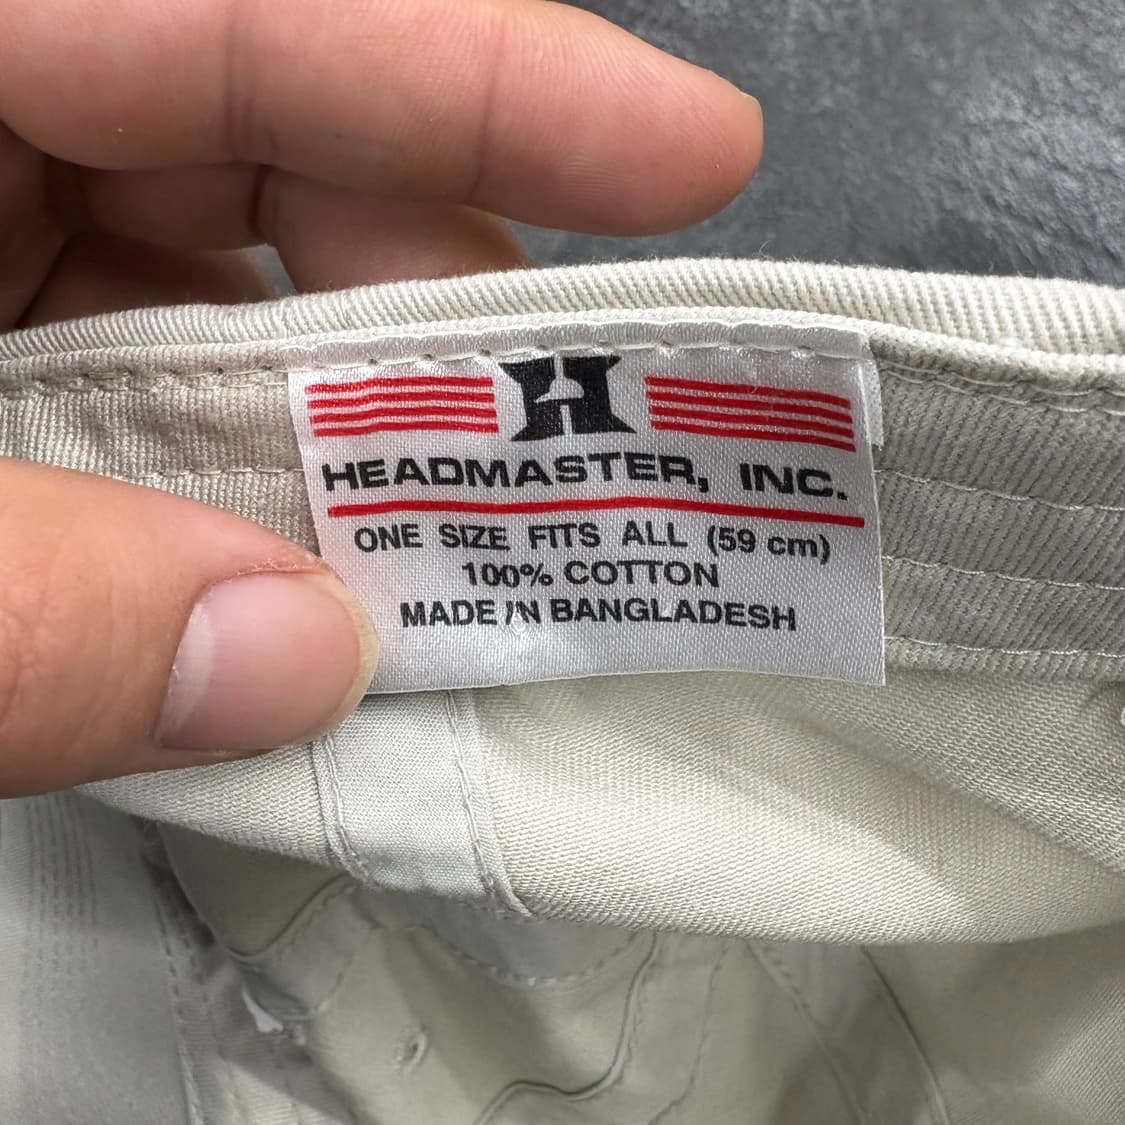 H
HEADMASTER, INC.
ONE SIZE FITS ALL (59 cm)
100% COTTON
MADE IN BANGLADESH